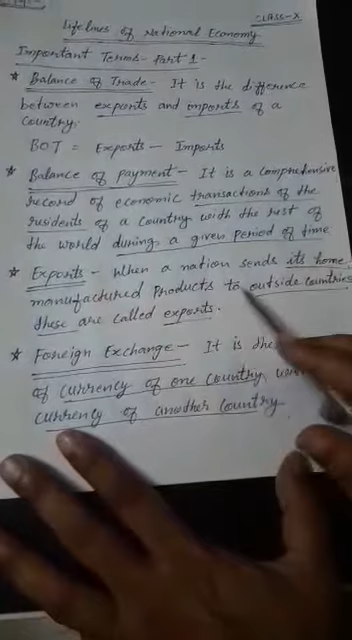 CLASS-X
Lifelines of National Economy
Important Terms- Part 1-
* Balance of Trade - It is the difference
between exports and imports of a
country.
BOT = Exports - Imports
* Balance of payment - It is a comprehensive
record of economic transactions of the
residents of a country with the rest of
the world during a given period of time
* Exports - When a nation sends its home
manufactured products to outside countries
these are called exports.
* Foreign Exchange - It is the
of currency of one country
currency of another country